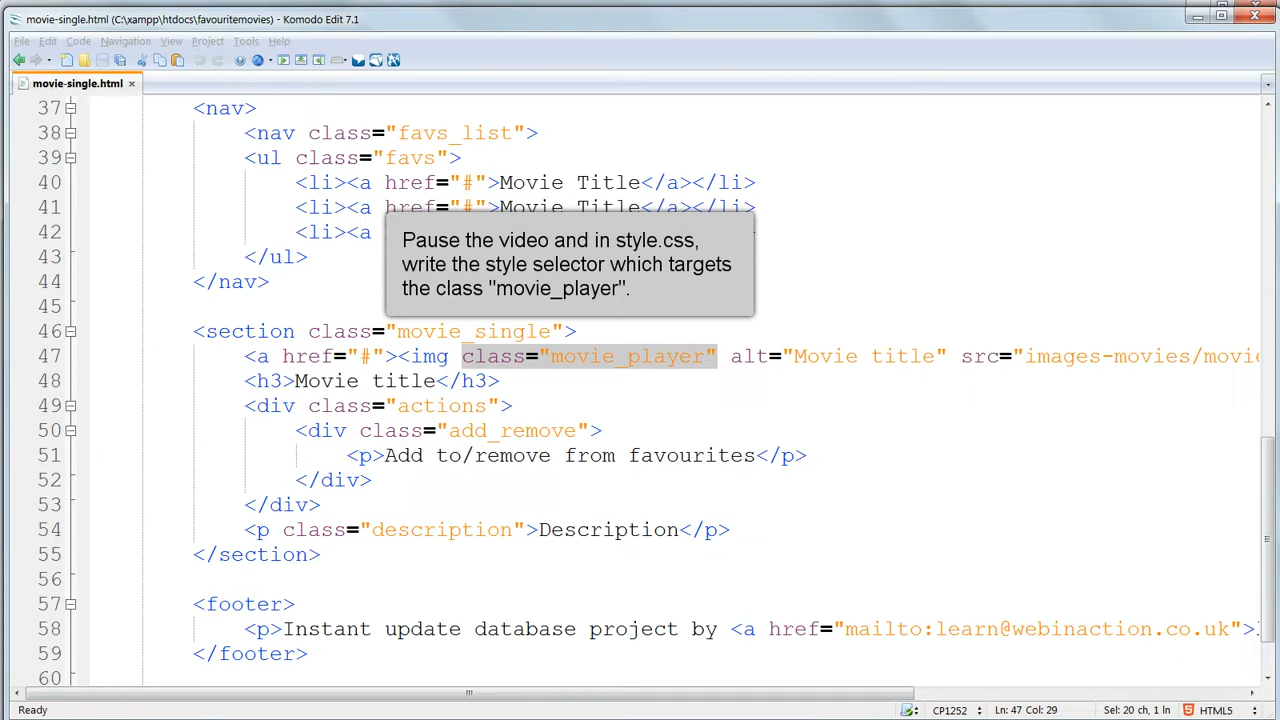 movie-single.html (C:\xampp\htdocs\favouritemovies) - Komodo Edit 7.1
File Edit Code Navigation View Project Tools Help
movie-single.html
37 <nav>
38 <nav class="favs_list">
39 <ul class="favs">
40 <li><a href="#">Movie Title</a></li>
41 <li><a href="#">Movie Title</a></li>
42 <li><a
43 </ul>
44 </nav>
45
Pause the video and in style.css,
write the style selector which targets
the class "movie_player".
46 <section class="movie_single">
47 <a href="#"><img class="movie_player" alt="Movie title" src="images-movies/movie
48 <h3>Movie title</h3>
49 <div class="actions">
50 <div class="add_remove">
51 <p>Add to/remove from favourites</p>
52 </div>
53 </div>
54 <p class="description">Description</p>
55 </section>
56
57 <footer>
58 <p>Instant update database project by <a href="mailto:learn@webinaction.co.uk">
59 </footer>
60
Ready CP1252 Ln: 47 Col: 29 Sel: 20 ch, 1 ln HTML5